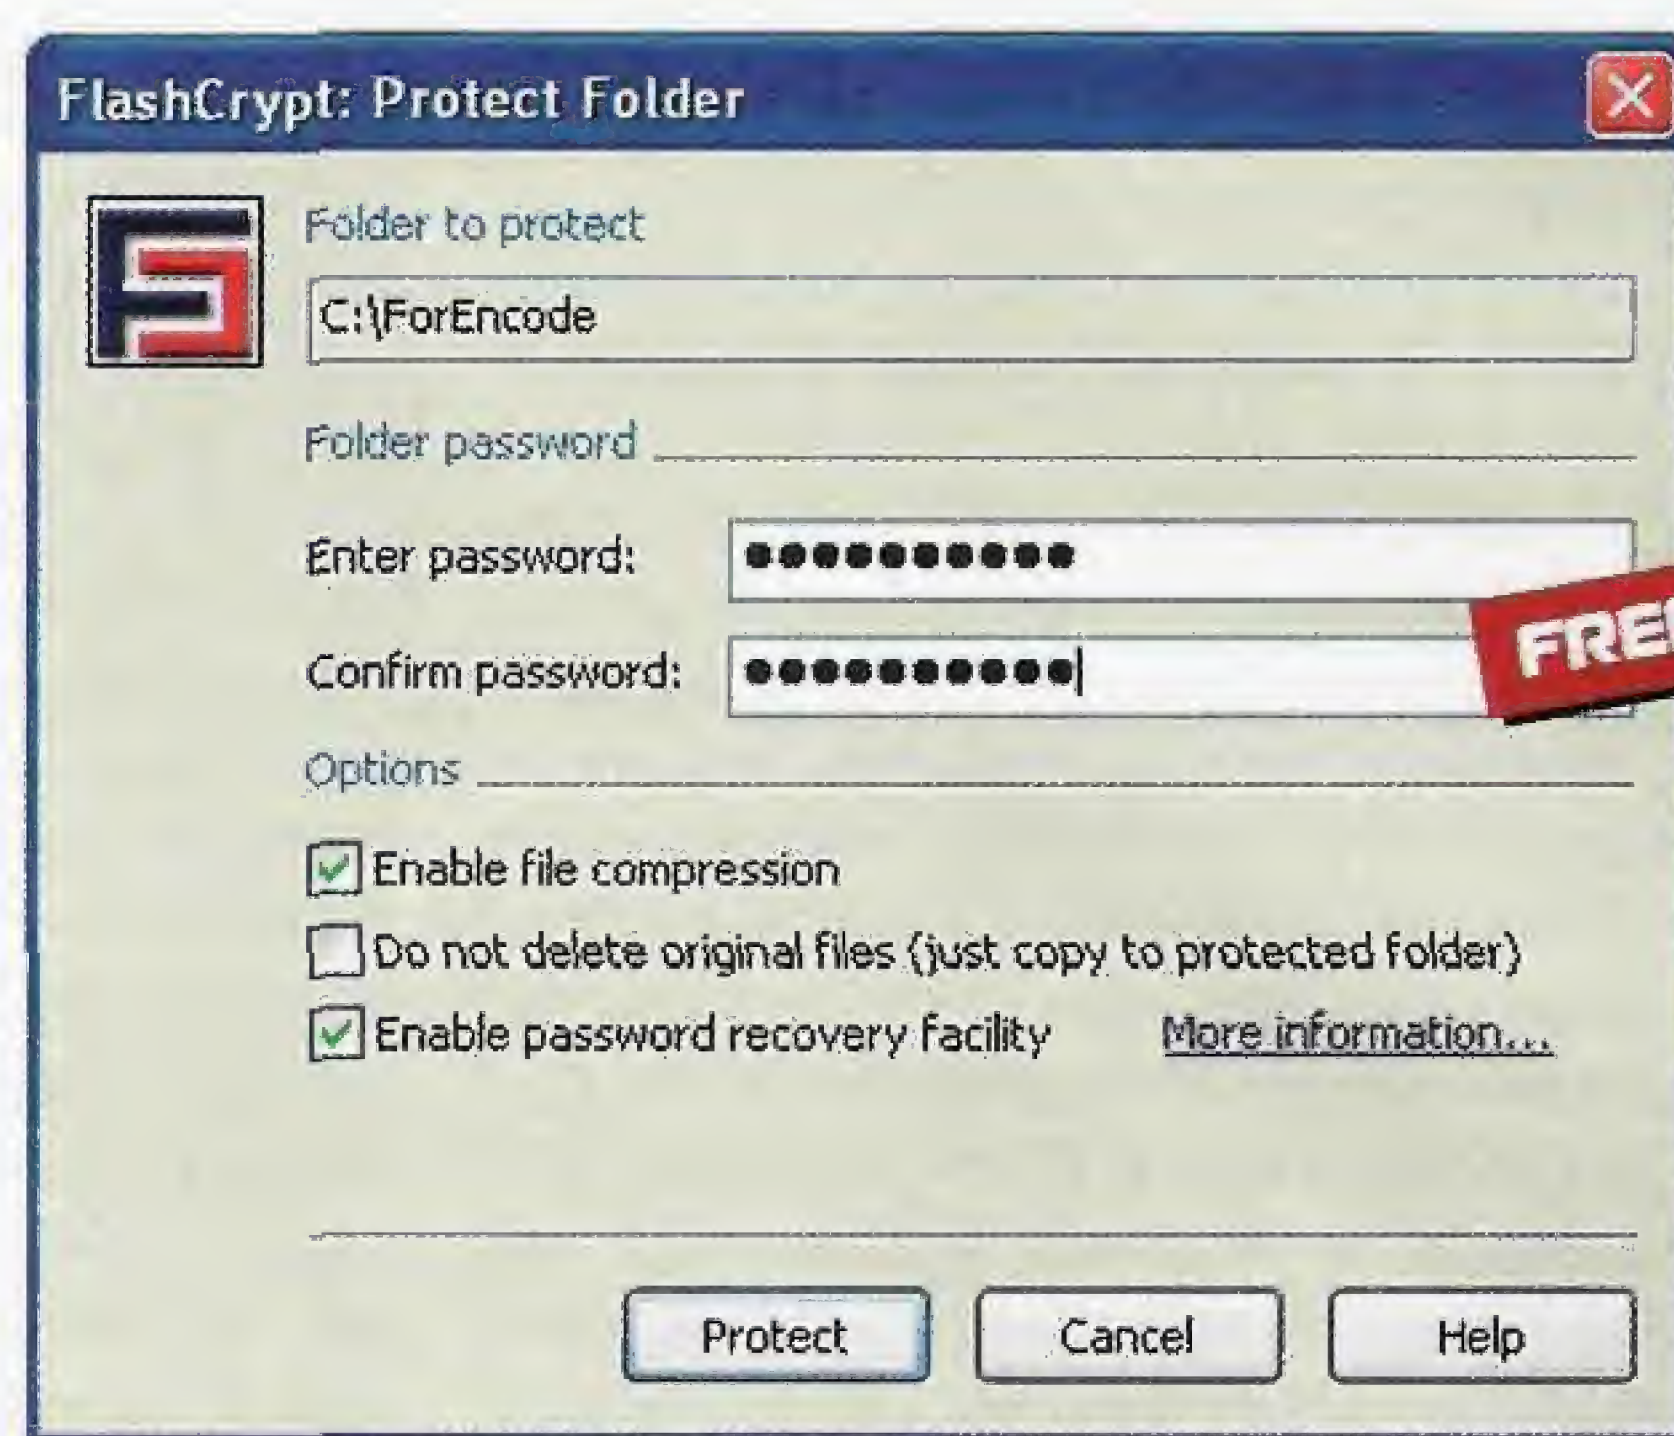 FlashCrypt: Protect Folder
Folder to protect
C:\ForEncode
Folder password
Enter password: ●●●●●●●●●●
Confirm password: ●●●●●●●●●●
FREE
Options
Enable file compression
Do not delete original files (just copy to protected folder)
Enable password recovery facility More information...
Protect Cancel Help